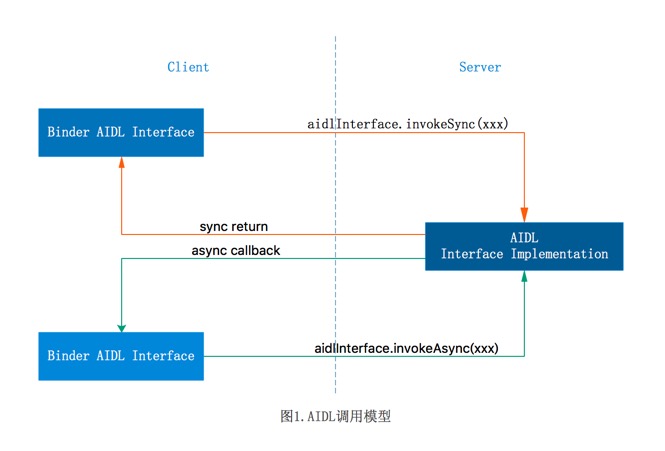 Client
Server
Binder AIDL Interface
aidlInterface.invokeSync(xxx)
sync return
async callback
AIDL
Interface Implementation
Binder AIDL Interface
aidlInterface.invokeAsync(xxx)
图1.AIDL调用模型